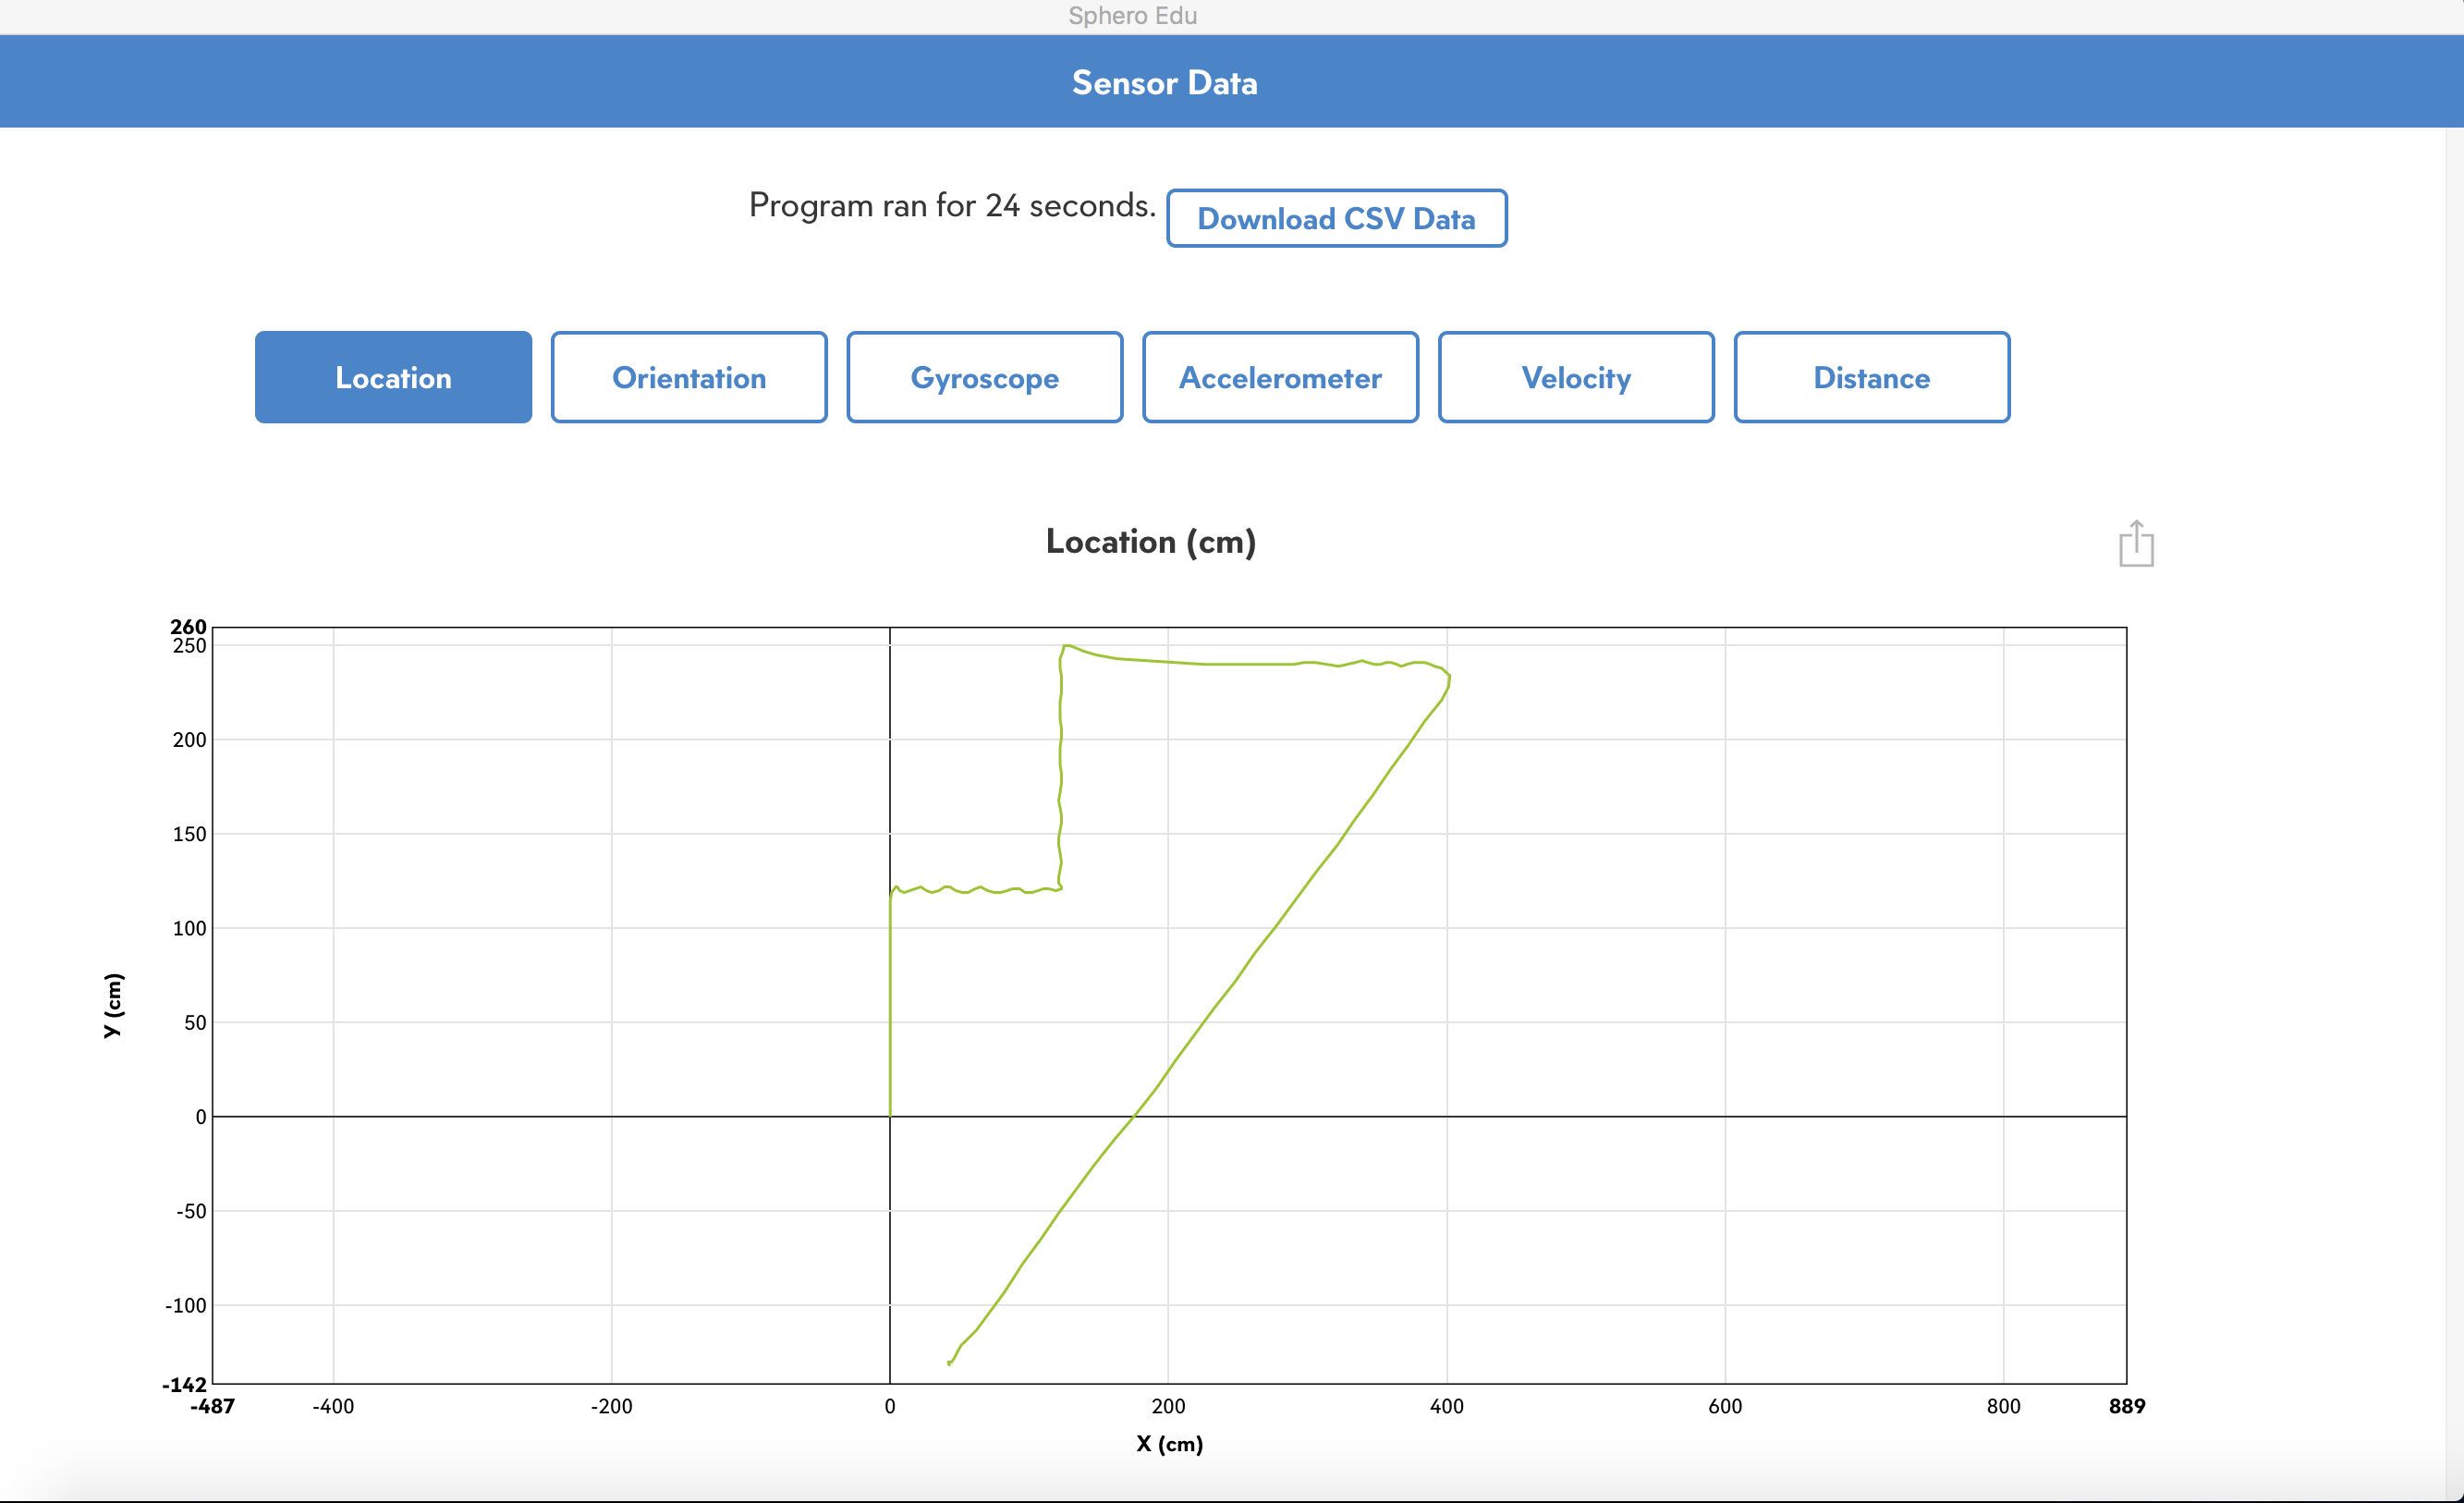 Sphero Edu
Sensor Data
Program ran for 24 seconds. Download CSV Data
Location Orientation Gyroscope Accelerometer Velocity Distance
Location (cm)
260
250
200
150
100
50
0
-50
-100
-142
y (cm)
-487 -400 -200 0 200 400 600 800 889
X (cm)